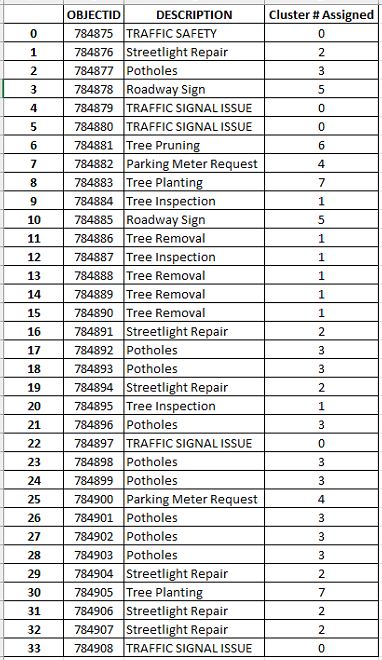 OBJECTID DESCRIPTION Cluster # Assigned
0 784875 TRAFFIC SAFETY 0
1 784876 Streetlight Repair 2
2 784877 Potholes 3
3 784878 Roadway Sign 5
4 784879 TRAFFIC SIGNAL ISSUE 0
5 784880 TRAFFIC SIGNAL ISSUE 0
6 784881 Tree Pruning 6
7 784882 Parking Meter Request 4
8 784883 Tree Planting 7
9 784884 Tree Inspection 1
10 784885 Roadway Sign 5
11 784886 Tree Removal 1
12 784887 Tree Inspection 1
13 784888 Tree Removal 1
14 784889 Tree Removal 1
15 784890 Tree Removal 1
16 784891 Streetlight Repair 2
17 784892 Potholes 3
18 784893 Potholes 3
19 784894 Streetlight Repair 2
20 784895 Tree Inspection 1
21 784896 Potholes 3
22 784897 TRAFFIC SIGNAL ISSUE 0
23 784898 Potholes 3
24 784899 Potholes 3
25 784900 Parking Meter Request 4
26 784901 Potholes 3
27 784902 Potholes 3
28 784903 Potholes 3
29 784904 Streetlight Repair 2
30 784905 Tree Planting 7
31 784906 Streetlight Repair 2
32 784907 Streetlight Repair 2
33 784908 TRAFFIC SIGNAL ISSUE 0